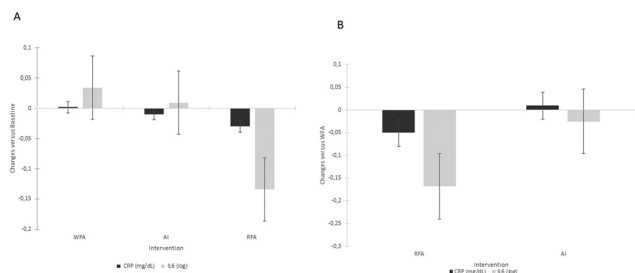 A
0,1
0,05
0
-0,05
-0,1
-0,15
-0,2
Changes versus Baseline
WFA AI RFA
Intervention
CRP (mg/dL) IL6 (log)
B
0,1
0,05
0
-0,05
-0,1
-0,15
-0,2
-0,25
-0,3
Changes versus WFA
RFA AI
Intervention
CRP (mg/dL) IL6 (log)